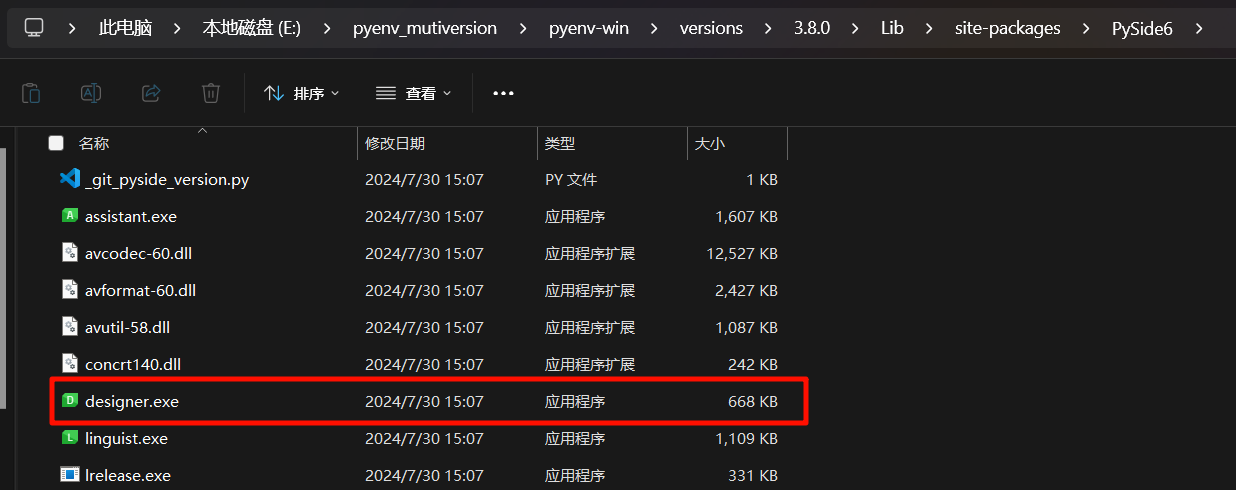 此电脑 > 本地磁盘 (E:) > pyenv_mutiversion > pyenv-win > versions > 3.8.0 > Lib > site-packages > PySide6 >
排序 查看 •••
名称 修改日期 类型 大小
_git_pyside_version.py 2024/7/30 15:07 PY 文件 1 KB
assistant.exe 2024/7/30 15:07 应用程序 1,607 KB
avcodec-60.dll 2024/7/30 15:07 应用程序扩展 12,527 KB
avformat-60.dll 2024/7/30 15:07 应用程序扩展 2,427 KB
avutil-58.dll 2024/7/30 15:07 应用程序扩展 1,087 KB
concrt140.dll 2024/7/30 15:07 应用程序扩展 242 KB
designer.exe 2024/7/30 15:07 应用程序 668 KB
linguist.exe 2024/7/30 15:07 应用程序 1,109 KB
lrelease.exe 2024/7/30 15:07 应用程序 331 KB